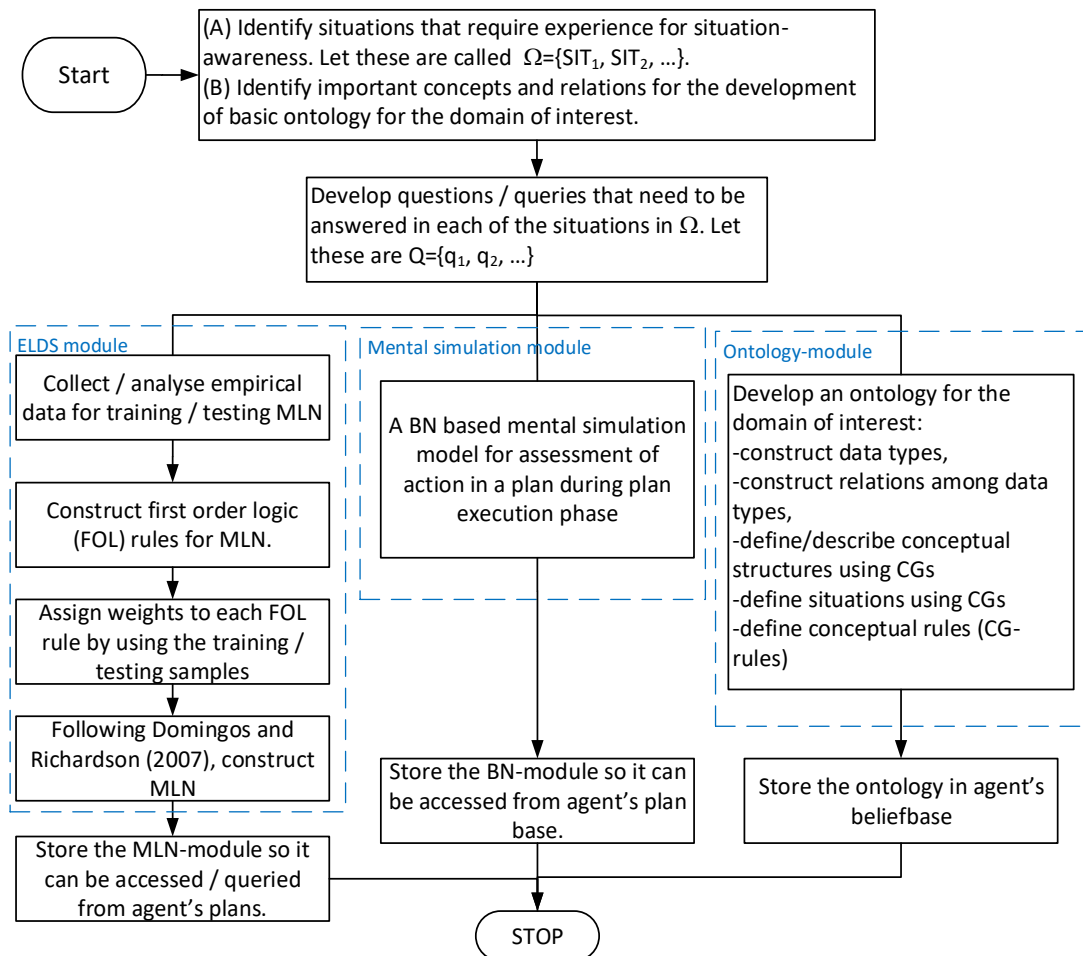 Start
(A) Identify situations that require experience for situation-
awareness. Let these are called Ω={SIT₁, SIT₂, …}.
(B) Identify important concepts and relations for the development
of basic ontology for the domain of interest.
Develop questions / queries that need to be
answered in each of the situations in Ω. Let
these are Q={q₁, q₂, …}
ELDS module
Collect / analyse empirical
data for training / testing MLN
Construct first order logic
(FOL) rules for MLN.
Assign weights to each FOL
rule by using the training /
testing samples
Following Domingos and
Richardson (2007), construct
MLN
Store the MLN-module so it
can be accessed / queried
from agent’s plans.
Mental simulation module
A BN based mental simulation
model for assessment of
action in a plan during plan
execution phase
Store the BN-module so it can
be accessed from agent’s plan
base.
Ontology-module
Develop an ontology for the
domain of interest:
-construct data types,
-construct relations among data
types,
-define/describe conceptual
structures using CGs
-define situations using CGs
-define conceptual rules (CG-
rules)
Store the ontology in agent’s
beliefbase
STOP